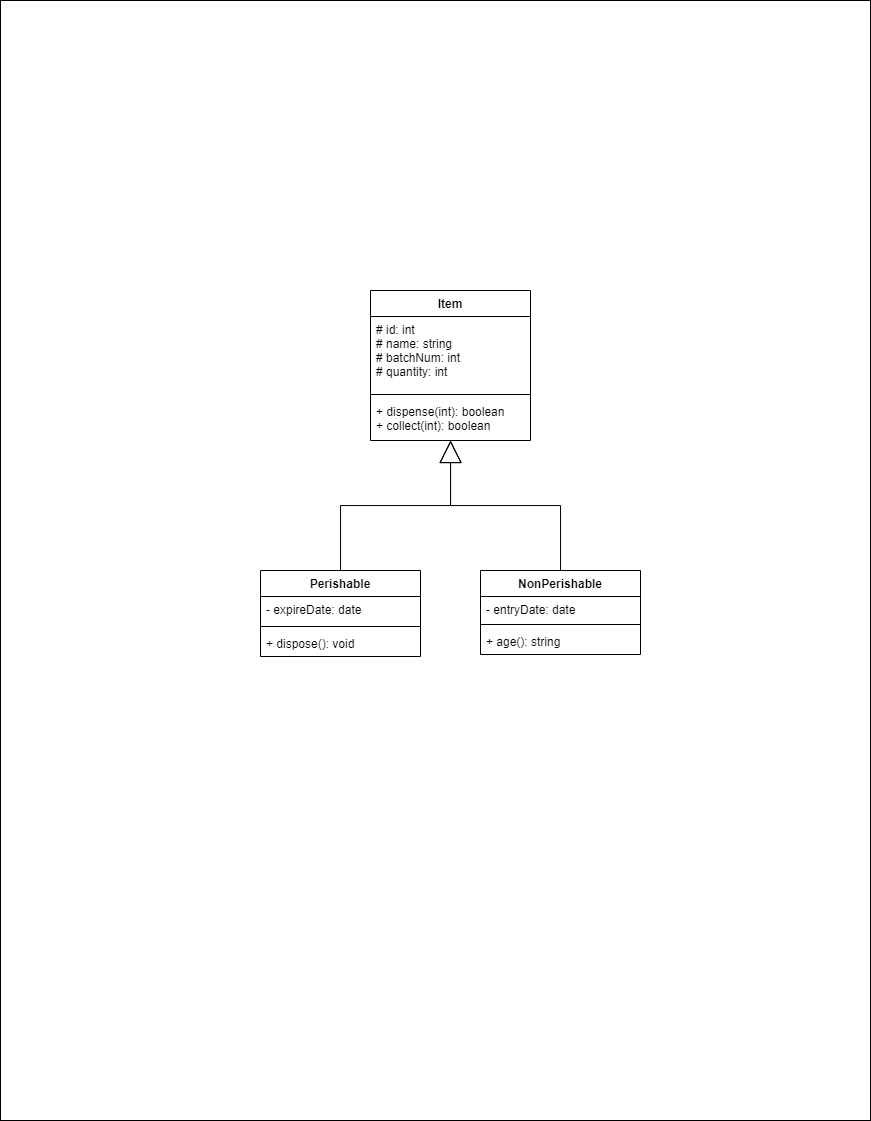 Item
# id: int
# name: string
# batchNum: int
# quantity: int
+ dispense(int): boolean
+ collect(int): boolean
Perishable
- expireDate: date
+ dispose(): void
NonPerishable
- entryDate: date
+ age(): string